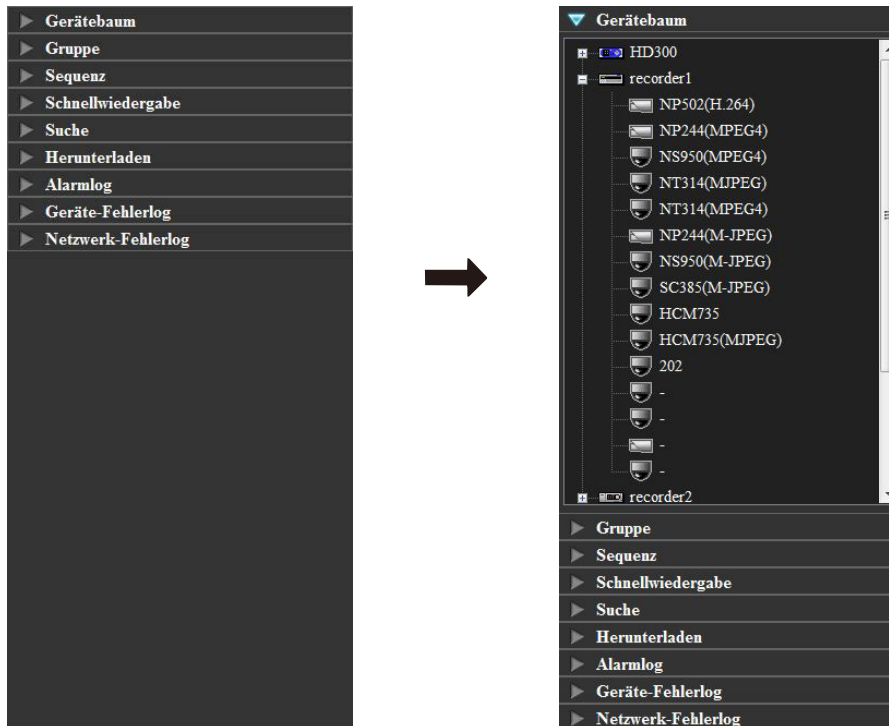 Gerätebaum
Gruppe
Sequenz
Schnellwiedergabe
Suche
Herunterladen
Alarmlog
Geräte-Fehlerlog
Netzwerk-Fehlerlog
Gerätebaum
HD300
recorder1
NP502(H.264)
NP244(MPEG4)
NS950(MPEG4)
NT314(MJPEG)
NT314(MPEG4)
NP244(M-JPEG)
NS950(M-JPEG)
SC385(M-JPEG)
HCM735
HCM735(MJPEG)
202
-
-
-
-
recorder2
Gruppe
Sequenz
Schnellwiedergabe
Suche
Herunterladen
Alarmlog
Geräte-Fehlerlog
Netzwerk-Fehlerlog